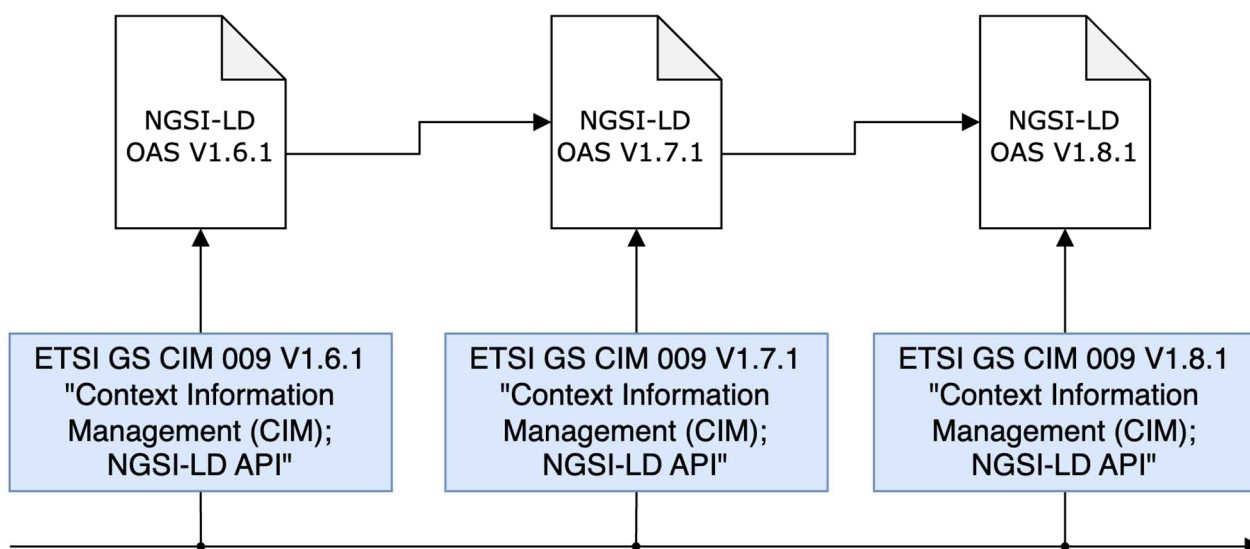 NGSI-LD
OAS V1.6.1
NGSI-LD
OAS V1.7.1
NGSI-LD
OAS V1.8.1
ETSI GS CIM 009 V1.6.1
"Context Information
Management (CIM);
NGSI-LD API"
ETSI GS CIM 009 V1.7.1
"Context Information
Management (CIM);
NGSI-LD API"
ETSI GS CIM 009 V1.8.1
"Context Information
Management (CIM);
NGSI-LD API"